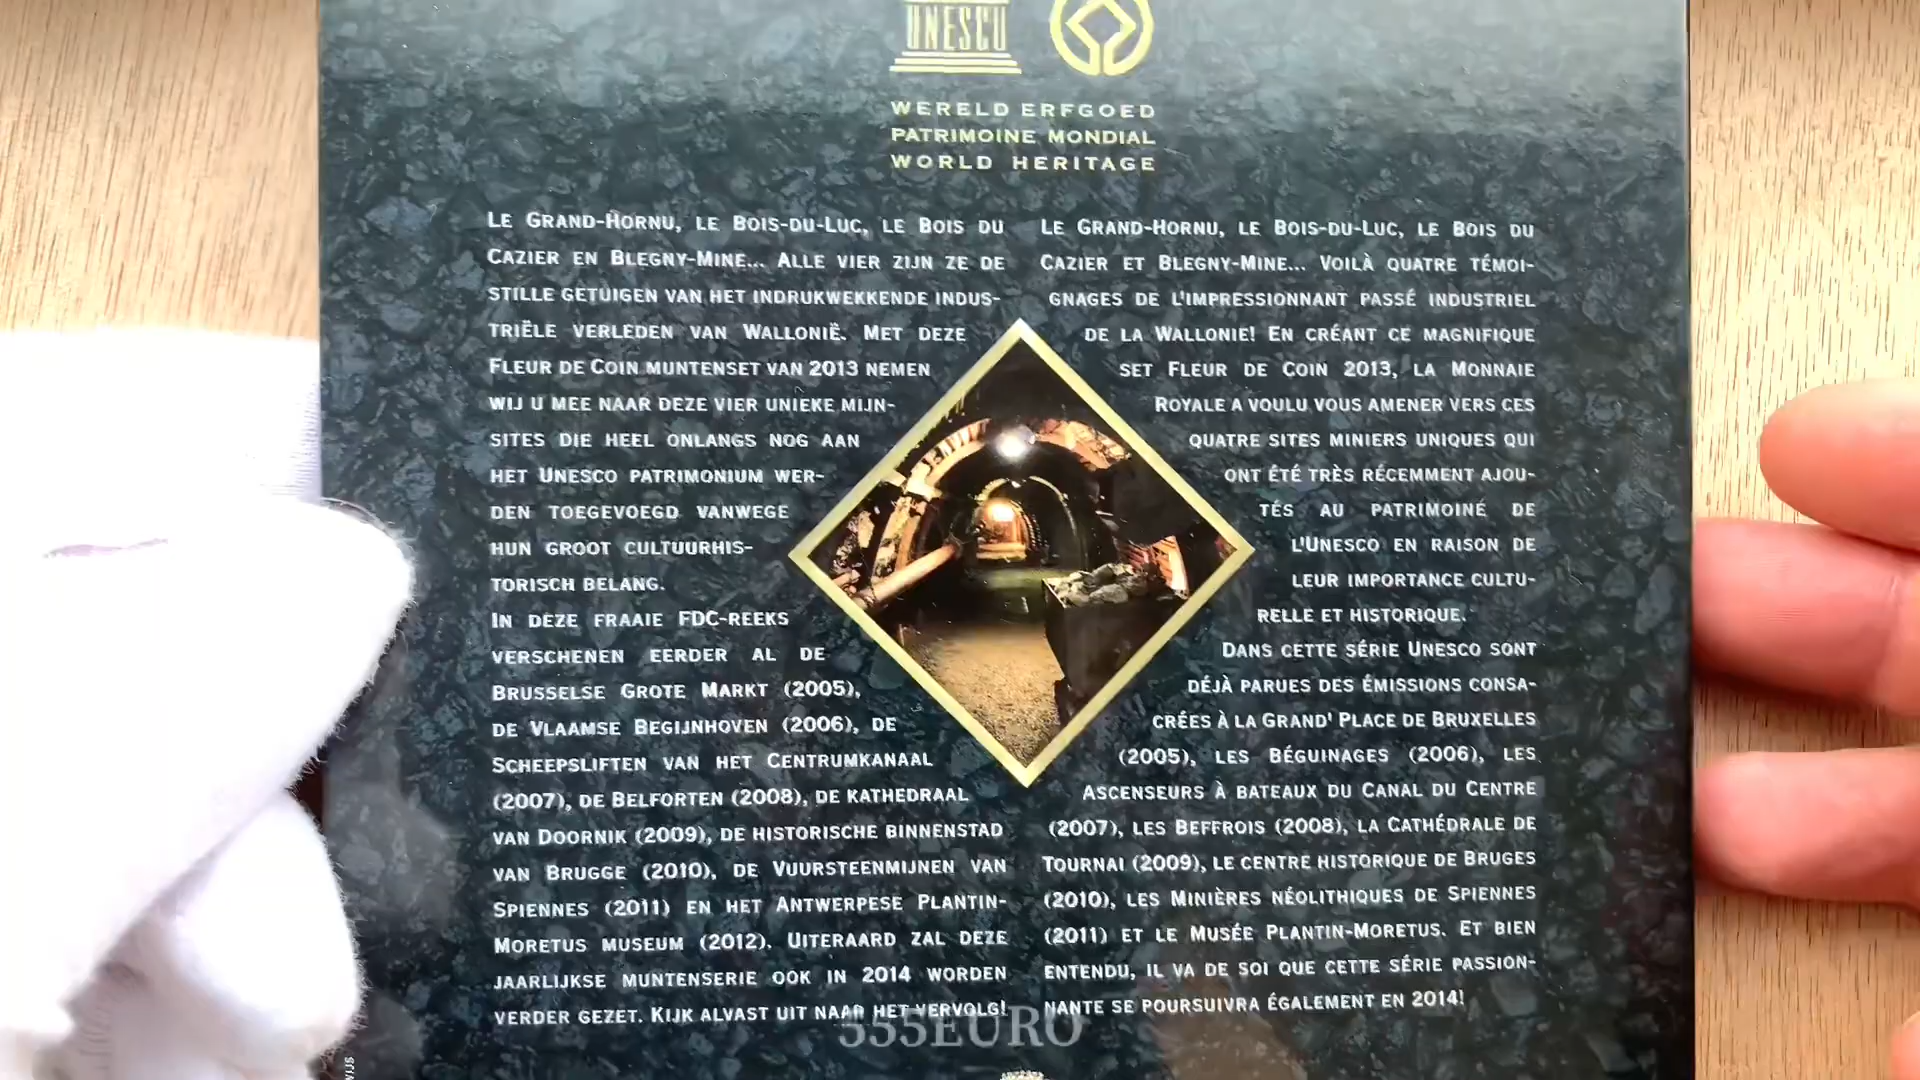 UNESCO
WERELD ERFGOED
PATRIMOINE MONDIAL
WORLD HERITAGE
LE GRAND-HORNU, LE BOIS-DU-LUC, LE BOIS DU
CAZIER EN BLEGNY-MINE... ALLE VIER ZIJN ZE DE
STILLE GETUIGEN VAN HET INDRUKWEKKENDE INDUS-
TRIËLE VERLEDEN VAN WALLONIË. MET DEZE
FLEUR DE COIN MUNTENSET VAN 2013 NEMEN
WIJ U MEE NAAR DEZE VIER UNIEKE MIJN-
SITES DIE HEEL ONLANGS NOG AAN
HET UNESCO PATRIMONIUM WER-
DEN TOEGEVOEGD VANWEGE
HUN GROOT CULTUURHIS-
TORISCH BELANG.
IN DEZE FRAAIE FDC-REEKS
VERSCHENEN EERDER AL DE
BRUSSELSE GROTE MARKT (2005),
DE VLAAMSE BEGIJNHOVEN (2006), DE
SCHEEPSLIFTEN VAN HET CENTRUMKANAAL
(2007), DE BELFORTEN (2008), DE KATHEDRAAL
VAN DOORNIK (2009), DE HISTORISCHE BINNENSTAD
VAN BRUGGE (2010), DE VUURSTEENMIJNEN VAN
SPIENNES (2011) EN HET ANTWERPESE PLANTIN-
MORETUS MUSEUM (2012). UITERAARD ZAL DEZE
JAARLIJKSE MUNTENSERIE OOK IN 2014 WORDEN
VERDER GEZET. KIJK ALVAST UIT NAAR HET VERVOLG!
LE GRAND-HORNU, LE BOIS-DU-LUC, LE BOIS DU
CAZIER ET BLEGNY-MINE... VOILÀ QUATRE TÉMOI-
GNAGES DE L'IMPRESSIONNANT PASSÉ INDUSTRIEL
DE LA WALLONIE! EN CRÉANT CE MAGNIFIQUE
SET FLEUR DE COIN 2013, LA MONNAIE
ROYALE A VOULU VOUS AMENER VERS CES
QUATRE SITES MINIERS UNIQUES QUI
ONT ÉTÉ TRÈS RÉCEMMENT AJOU-
TÉS AU PATRIMOINE DE
L'UNESCO EN RAISON DE
LEUR IMPORTANCE CULTU-
RELLE ET HISTORIQUE.
DANS CETTE SÉRIE UNESCO SONT
DÉJÀ PARUES DES ÉMISSIONS CONSA-
CRÉES À LA GRAND' PLACE DE BRUXELLES
(2005), LES BÉGUINAGES (2006), LES
ASCENSEURS À BATEAUX DU CANAL DU CENTRE
(2007), LES BEFFROIS (2008), LA CATHÉDRALE DE
TOURNAI (2009), LE CENTRE HISTORIQUE DE BRUGES
(2010), LES MINIÈRES NÉOLITHIQUES DE SPIENNES
(2011) ET LE MUSÉE PLANTIN-MORETUS. ET BIEN
ENTENDU, IL VA DE SOI QUE CETTE SÉRIE PASSION-
NANTE SE POURSUIVRA ÉGALEMENT EN 2014!
555EURO